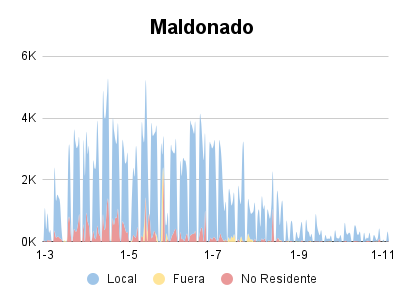 Maldonado
6K
4K
2K
0K
1-3 1-5 1-7 1-9 1-11
Local Fuera No Residente